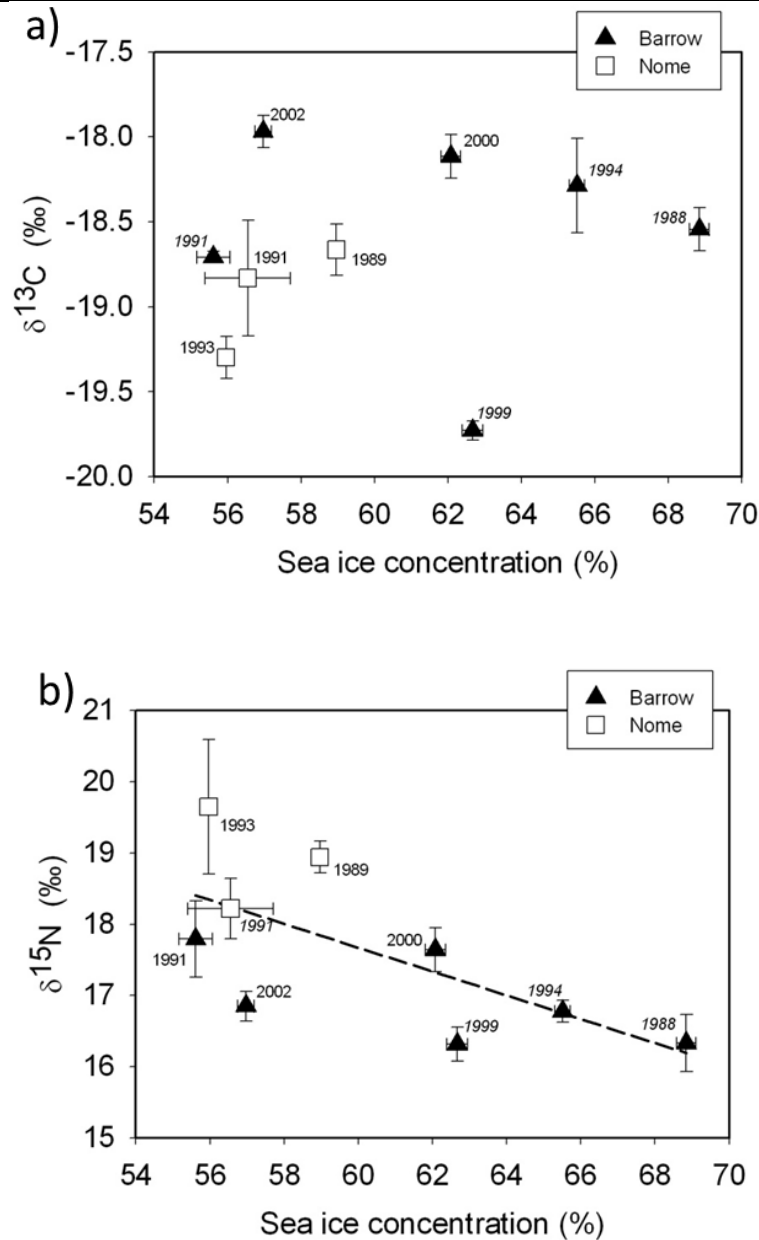 a)
Barrow
Nome
-17.5
-18.0
-18.5
-19.0
-19.5
-20.0
δ13C (‰)
2002
2000
1994
1988
1991
1991
1989
1993
1999
54 56 58 60 62 64 66 68 70
Sea ice concentration (%)
b)
Barrow
Nome
21
20
19
18
17
16
15
δ15N (‰)
1993
1989
1991
1991
2000
2002
1994
1999
1988
54 56 58 60 62 64 66 68 70
Sea ice concentration (%)